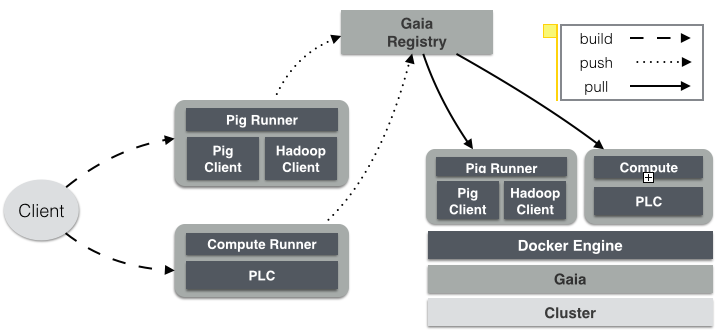 Gaia
Registry
build
push
pull
Pig Runner
Pig
Client
Hadoop
Client
Client
Compute Runner
PLC
Pig Runner
Pig
Client
Hadoop
Client
Compute
PLC
Docker Engine
Gaia
Cluster